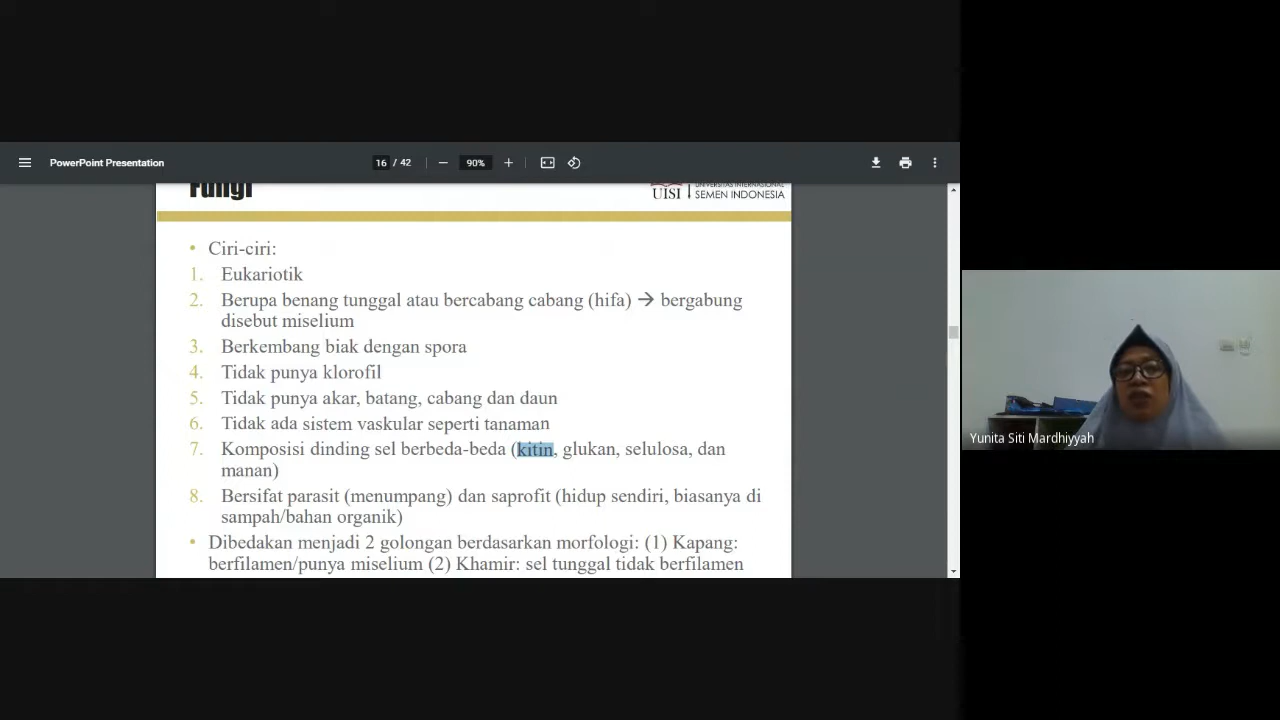 PowerPoint Presentation
16 / 42
90%
Fungi
UISI
UNIVERSITAS INTERNASIONAL
SEMEN INDONESIA
• Ciri-ciri:
1. Eukariotik
2. Berupa benang tunggal atau bercabang cabang (hifa) → bergabung
disebut miselium
3. Berkembang biak dengan spora
4. Tidak punya klorofil
5. Tidak punya akar, batang, cabang dan daun
6. Tidak ada sistem vaskular seperti tanaman
7. Komposisi dinding sel berbeda-beda (kitin, glukan, selulosa, dan
manan)
8. Bersifat parasit (menumpang) dan saprofit (hidup sendiri, biasanya di
sampah/bahan organik)
• Dibedakan menjadi 2 golongan berdasarkan morfologi: (1) Kapang:
berfilamen/punya miselium (2) Khamir: sel tunggal tidak berfilamen
Yunita Siti Mardhiyyah